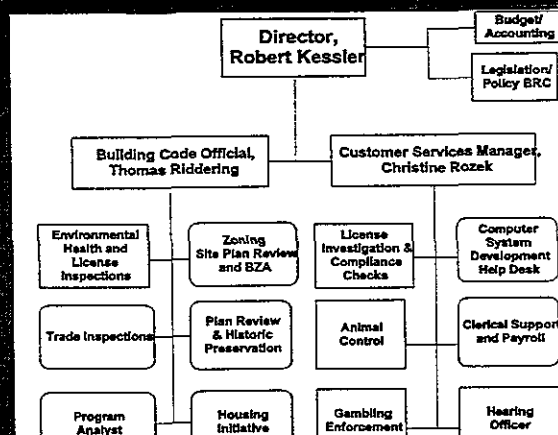 Director,
Robert Kessler
Budget/
Accounting
Legislation/
Policy BRC
Building Code Official,
Thomas Riddering
Customer Services Manager,
Christine Rozek
Environmental
Health and
License
Inspections
Zoning
Site Plan Review
and BZA
License
Investigation &
Compliance
Checks
Computer
System
Development
Help Desk
Trade Inspections
Plan Review
& Historic
Preservation
Animal
Control
Clerical Support
and Payroll
Program
Analyst
Housing
Initiative
Gambling
Enforcement
Hearing
Officer